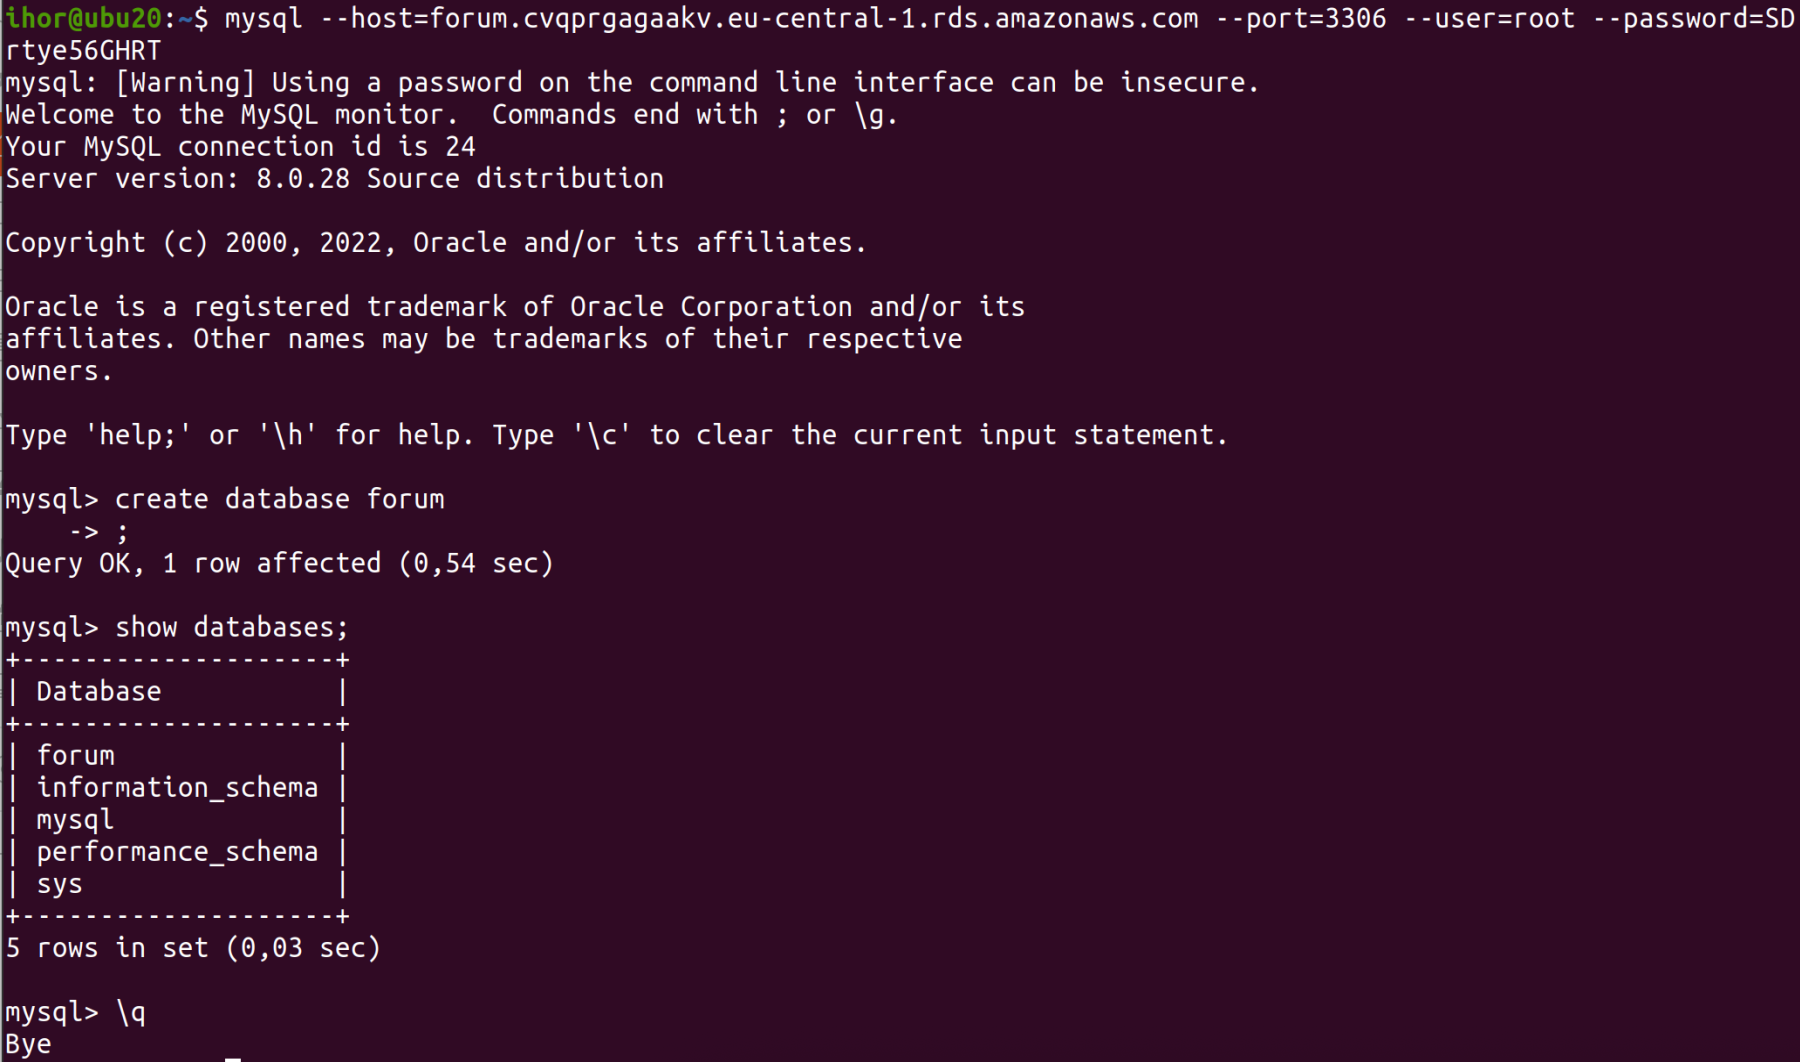 ihor@ubu20:~$ mysql --host=forum.cvqprgagaakv.eu-central-1.rds.amazonaws.com --port=3306 --user=root --password=SD
rtye56GHRT
mysql: [Warning] Using a password on the command line interface can be insecure.
Welcome to the MySQL monitor.  Commands end with ; or \g.
Your MySQL connection id is 24
Server version: 8.0.28 Source distribution

Copyright (c) 2000, 2022, Oracle and/or its affiliates.

Oracle is a registered trademark of Oracle Corporation and/or its
affiliates. Other names may be trademarks of their respective
owners.

Type 'help;' or '\h' for help. Type '\c' to clear the current input statement.

mysql> create database forum
    -> ;
Query OK, 1 row affected (0,54 sec)

mysql> show databases;
+--------------------+
| Database           |
+--------------------+
| forum              |
| information_schema |
| mysql              |
| performance_schema |
| sys                |
+--------------------+
5 rows in set (0,03 sec)

mysql> \q
Bye